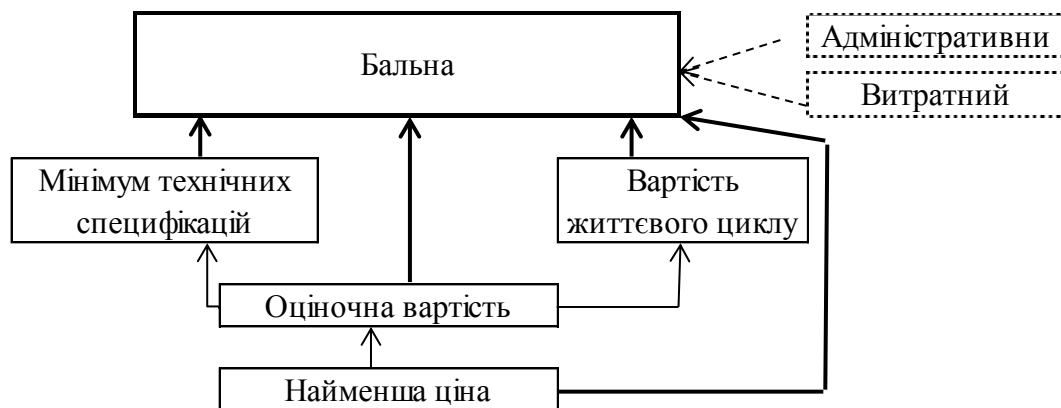 Бальна
Адміністративни
Витратний
Мінімум технічних
специфікацій
Вартість
життєвого циклу
Оціночна вартість
Найменша ціна